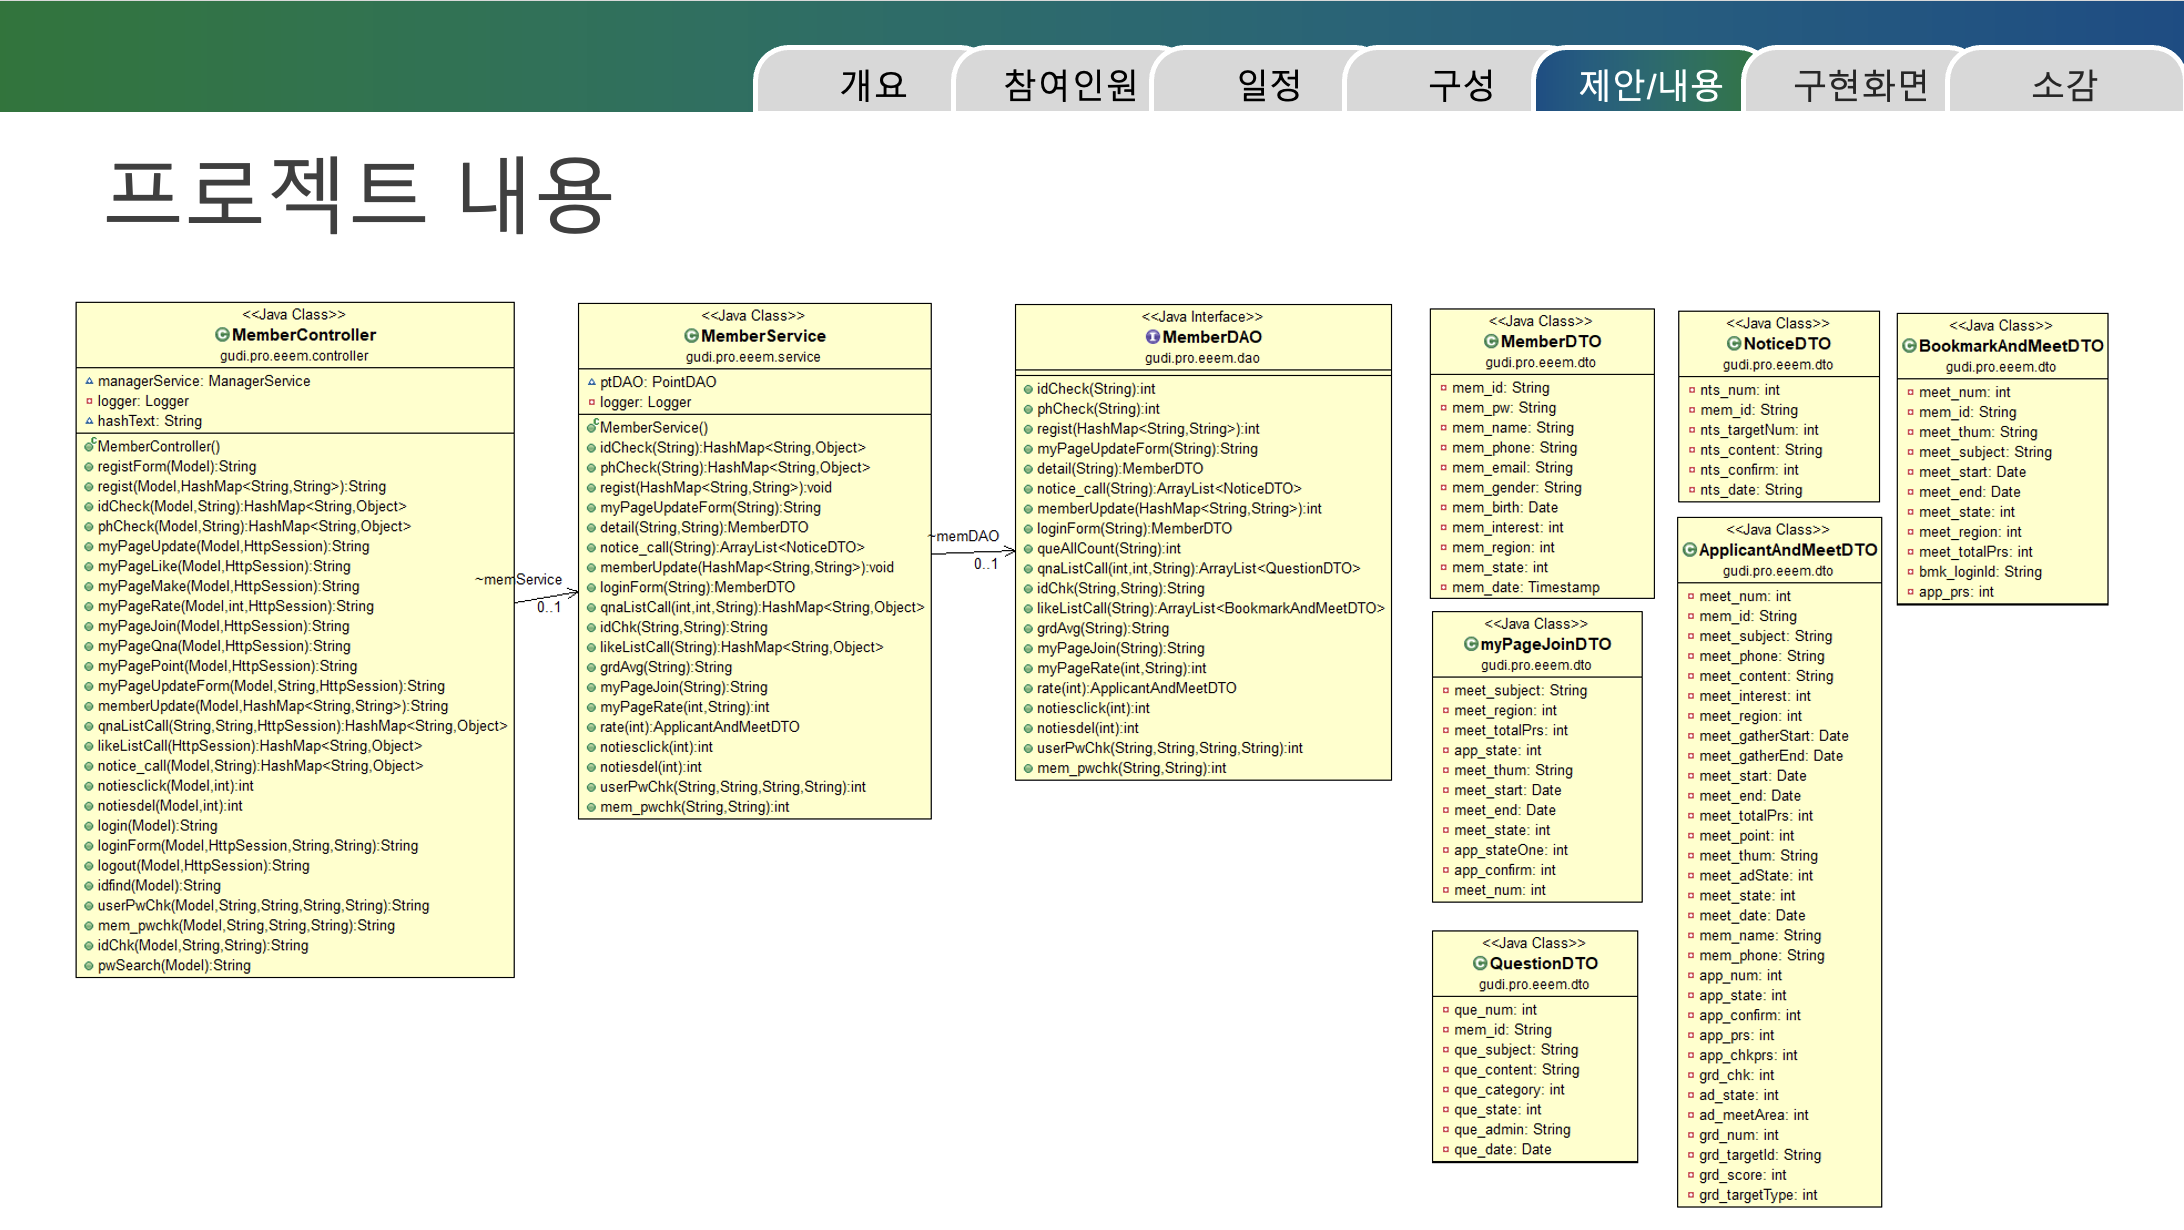 개요
참여인원
일정
구성
제안/내용
구현화면
소감
프로젝트 내용
<<Java Class>>
MemberController
gudi.pro.eeem.controller
managerService: ManagerService
logger: Logger
hashText: String
MemberController()
registForm(Model):String
regist(Model,HashMap<String,String>):String
idCheck(Model,String):HashMap<String,Object>
phCheck(Model,String):HashMap<String,Object>
myPageUpdate(Model,HttpSession):String
myPageLike(Model,HttpSession):String
myPageMake(Model,HttpSession):String
myPageRate(Model,int,HttpSession):String
myPageJoin(Model,HttpSession):String
myPageQna(Model,HttpSession):String
myPagePoint(Model,HttpSession):String
myPageUpdateForm(Model,String,HttpSession):String
memberUpdate(Model,HashMap<String,String>):String
qnaListCall(String,String,HttpSession):HashMap<String,Object>
likeListCall(HttpSession):HashMap<String,Object>
notice_call(Model,String):HashMap<String,Object>
notiesclick(Model,int):int
notiesdel(Model,int):int
login(Model):String
loginForm(Model,HttpSession,String,String):String
logout(Model,HttpSession):String
idfind(Model):String
userPwChk(Model,String,String,String,String):String
mem_pwchk(Model,String,String,String):String
idChk(Model,String,String):String
pwSearch(Model):String
~memService
0..1
<<Java Class>>
MemberService
gudi.pro.eeem.service
ptDAO: PointDAO
logger: Logger
MemberService()
idCheck(String):HashMap<String,Object>
phCheck(String):HashMap<String,Object>
regist(HashMap<String,String>):void
myPageUpdateForm(String):String
detail(String,String):MemberDTO
notice_call(String):ArrayList<NoticeDTO>
memberUpdate(HashMap<String,String>):void
loginForm(String):MemberDTO
qnaListCall(int,int,String):HashMap<String,Object>
idChk(String,String):String
likeListCall(String):HashMap<String,Object>
grdAvg(String):String
myPageJoin(String):String
myPageRate(int,String):int
rate(int):ApplicantAndMeetDTO
notiesclick(int):int
notiesdel(int):int
userPwChk(String,String,String,String):int
mem_pwchk(String,String):int
~memDAO
0..1
<<Java Interface>>
MemberDAO
gudi.pro.eeem.dao
idCheck(String):int
phCheck(String):int
regist(HashMap<String,String>):int
myPageUpdateForm(String):String
detail(String):MemberDTO
notice_call(String):ArrayList<NoticeDTO>
memberUpdate(HashMap<String,String>):int
loginForm(String):MemberDTO
queAllCount(String):int
qnaListCall(int,int,String):ArrayList<QuestionDTO>
idChk(String,String):String
likeListCall(String):ArrayList<BookmarkAndMeetDTO>
grdAvg(String):String
myPageJoin(String):String
myPageRate(int,String):int
rate(int):ApplicantAndMeetDTO
notiesclick(int):int
notiesdel(int):int
userPwChk(String,String,String,String):int
mem_pwchk(String,String):int
<<Java Class>>
MemberDTO
gudi.pro.eeem.dto
mem_id: String
mem_pw: String
mem_name: String
mem_phone: String
mem_email: String
mem_gender: String
mem_birth: Date
mem_interest: int
mem_region: int
mem_state: int
mem_date: Timestamp
<<Java Class>>
myPageJoinDTO
gudi.pro.eeem.dto
meet_subject: String
meet_region: int
meet_totalPrs: int
app_state: int
meet_thum: String
meet_start: Date
meet_end: Date
meet_state: int
app_stateOne: int
app_confirm: int
meet_num: int
<<Java Class>>
QuestionDTO
gudi.pro.eeem.dto
que_num: int
mem_id: String
que_subject: String
que_content: String
que_category: int
que_state: int
que_admin: String
que_date: Date
<<Java Class>>
NoticeDTO
gudi.pro.eeem.dto
nts_num: int
mem_id: String
nts_targetNum: int
nts_content: String
nts_confirm: int
nts_date: String
<<Java Class>>
ApplicantAndMeetDTO
gudi.pro.eeem.dto
meet_num: int
mem_id: String
meet_subject: String
meet_phone: String
meet_content: String
meet_interest: int
meet_region: int
meet_gatherStart: Date
meet_gatherEnd: Date
meet_start: Date
meet_end: Date
meet_totalPrs: int
meet_point: int
meet_thum: String
meet_adState: int
meet_state: int
meet_date: Date
mem_name: String
mem_phone: String
app_num: int
app_state: int
app_confirm: int
app_prs: int
app_chkprs: int
grd_chk: int
ad_state: int
ad_meetArea: int
grd_num: int
grd_targetId: String
grd_score: int
grd_targetType: int
<<Java Class>>
BookmarkAndMeetDTO
gudi.pro.eeem.dto
meet_num: int
mem_id: String
meet_thum: String
meet_subject: String
meet_start: Date
meet_end: Date
meet_state: int
meet_region: int
meet_totalPrs: int
bmk_loginId: String
app_prs: int